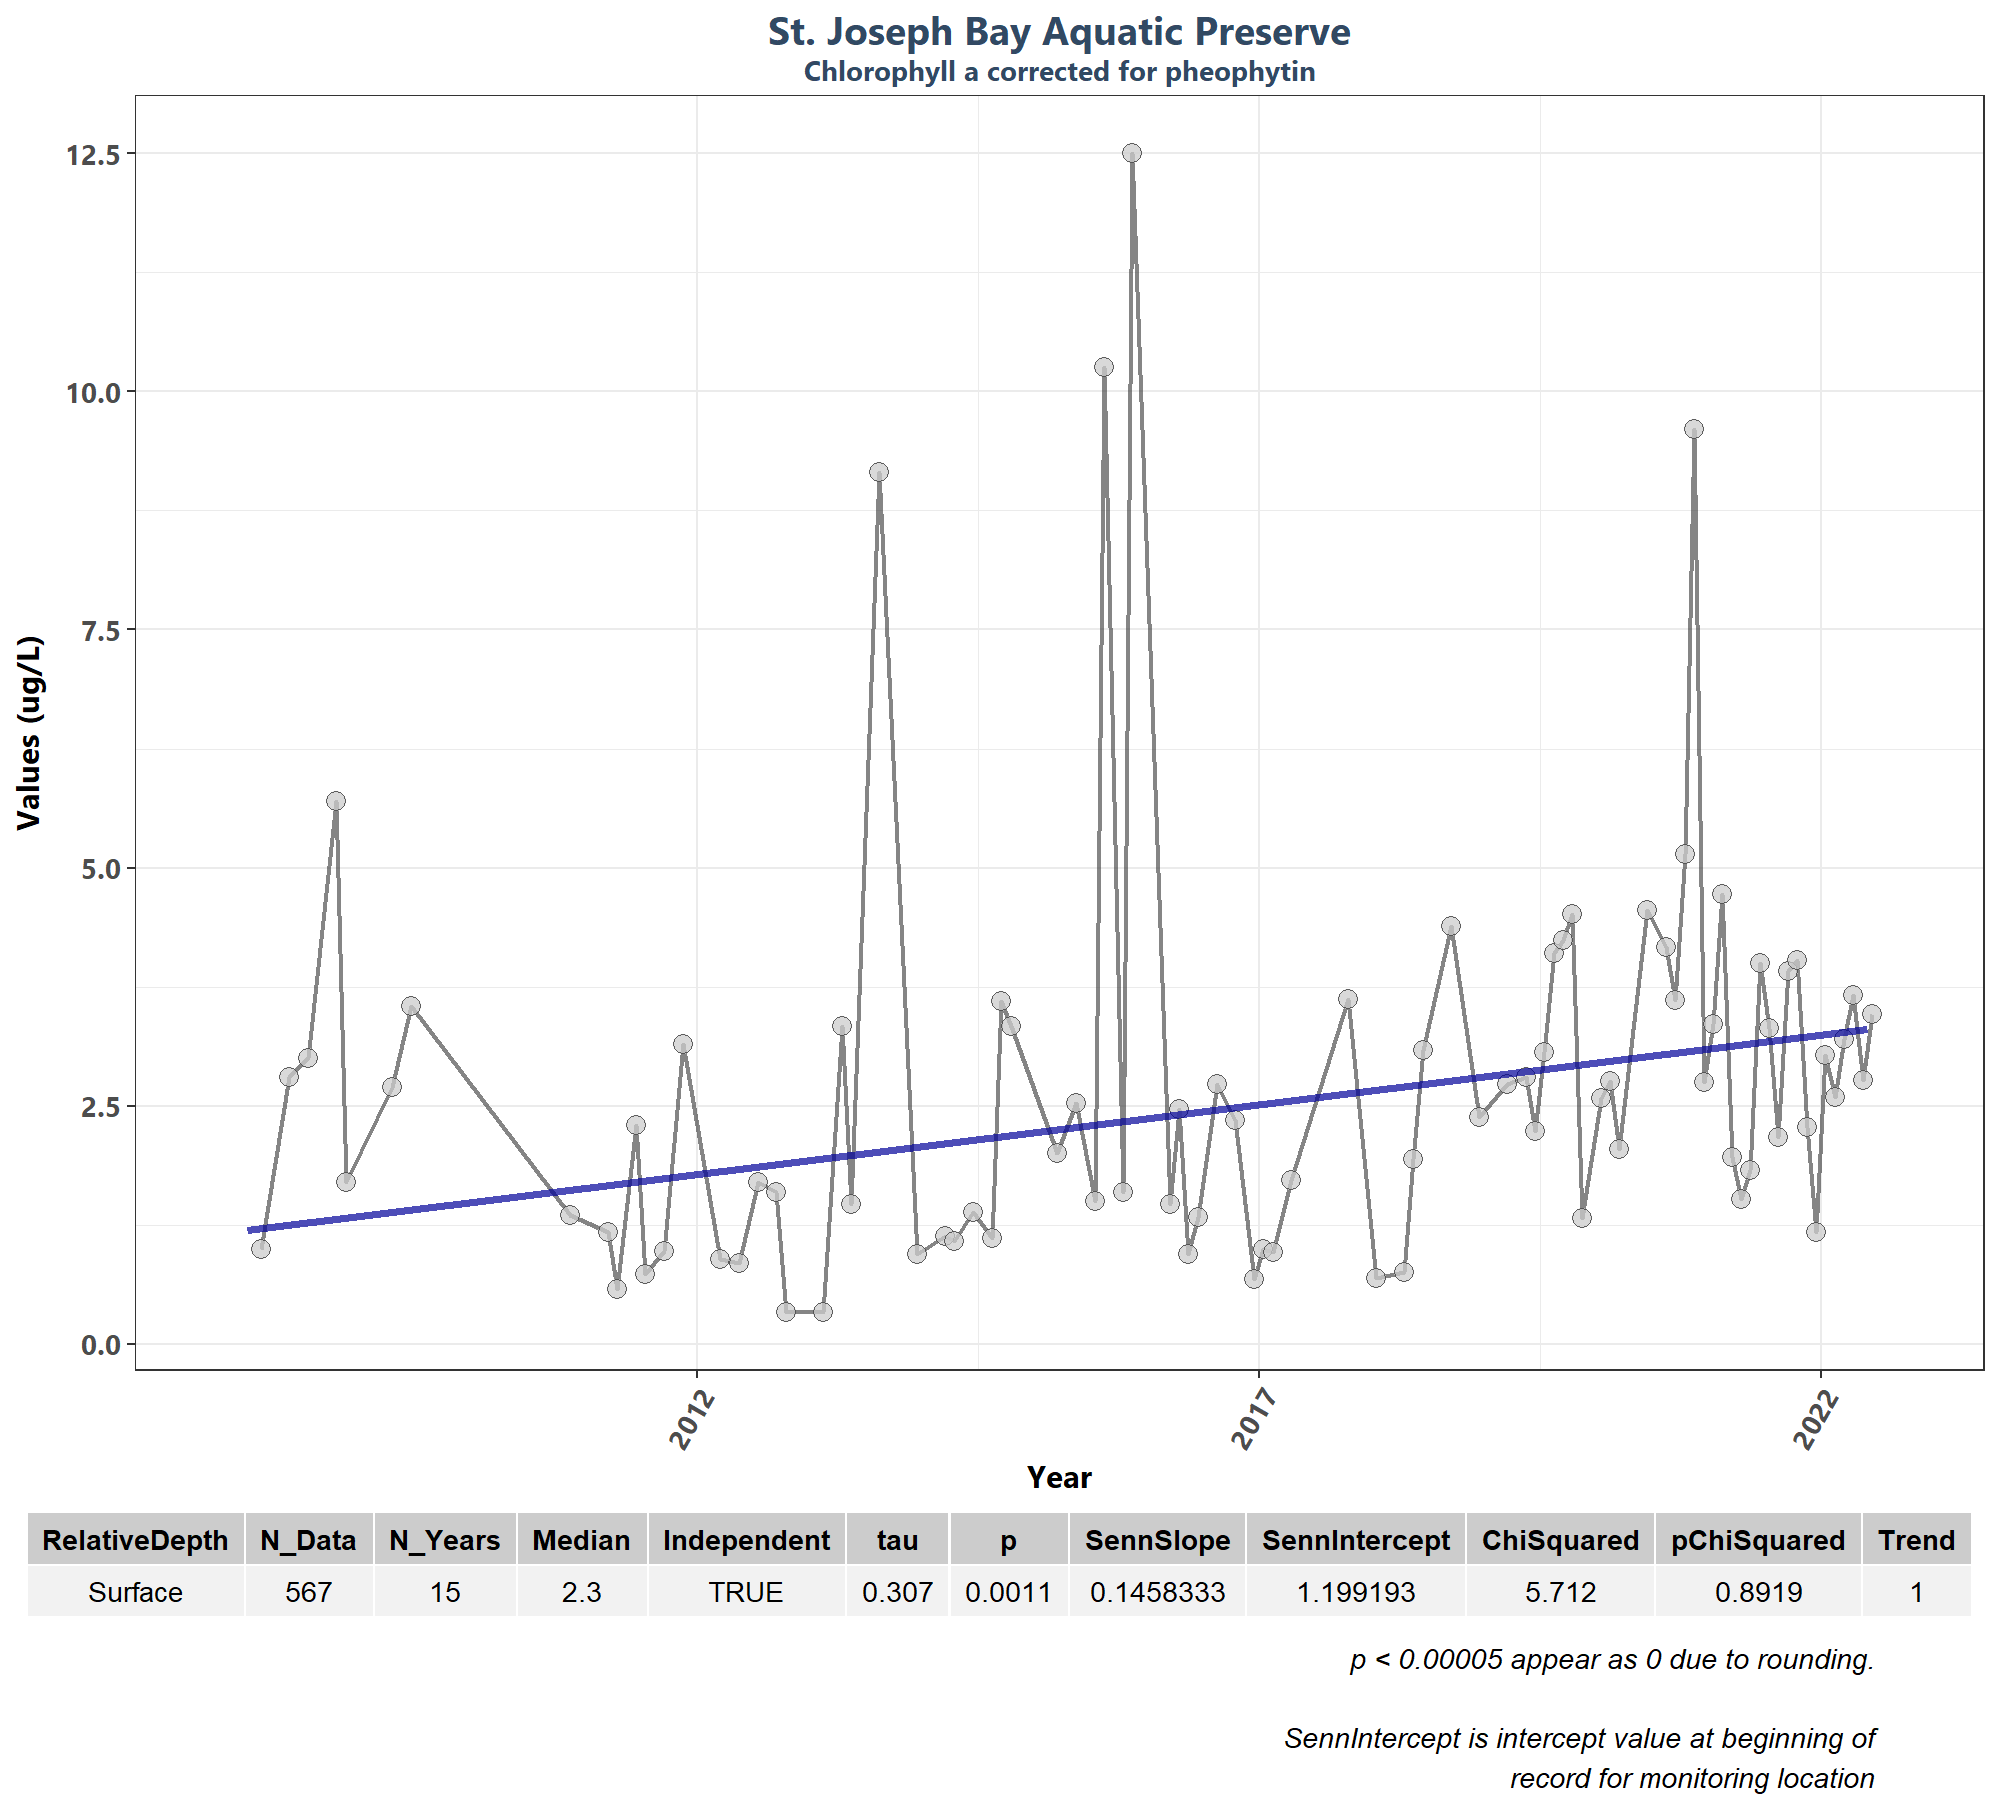 St. Joseph Bay Aquatic Preserve
Chlorophyll a corrected for pheophytin
Values (ug/L)
12.5
10.0
7.5
5.0
2.5
0.0
2012 2017 2022
Year
RelativeDepth N_Data N_Years Median Independent tau p SennSlope SennIntercept ChiSquared pChiSquared Trend
Surface 567 15 2.3 TRUE 0.307 0.0011 0.1458333 1.199193 5.712 0.8919 1
p < 0.00005 appear as 0 due to rounding.
SennIntercept is intercept value at beginning of
record for monitoring location